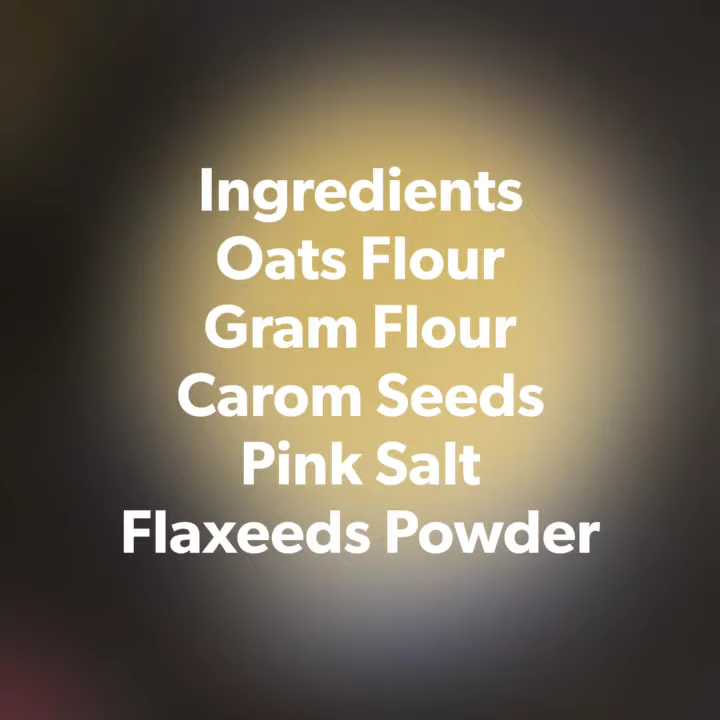 Ingredients
Oats Flour
Gram Flour
Carom Seeds
Pink Salt
Flaxeeds Powder